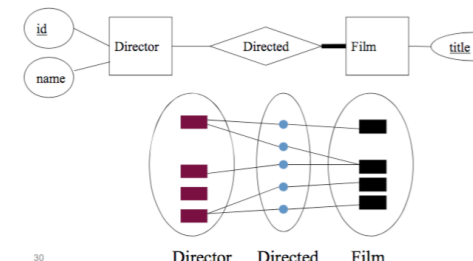 id
Director
Directed
Film
title
name
30
Director
Directed
Film